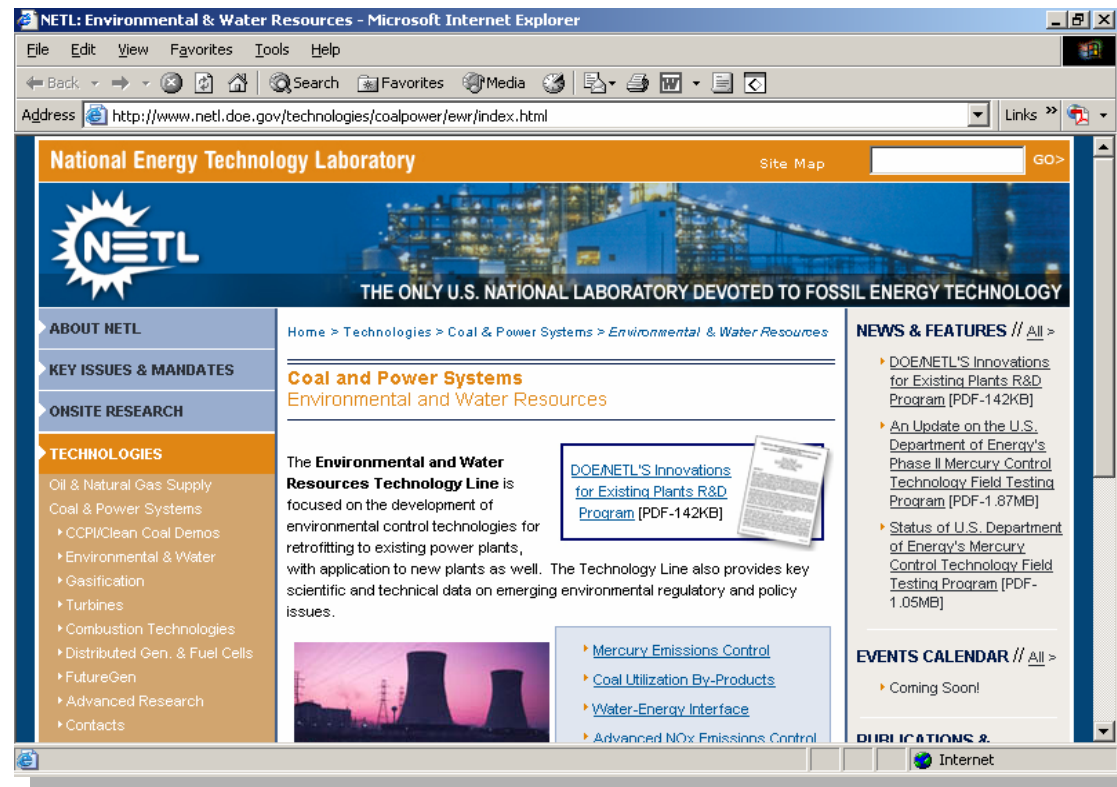 NETL: Environmental & Water Resources - Microsoft Internet Explorer
File Edit View Favorites Tools Help
Back Search Favorites Media
Address http://www.netl.doe.gov/technologies/coalpower/ewr/index.html Links »
National Energy Technology Laboratory
Site Map GO>
NETL
THE ONLY U.S. NATIONAL LABORATORY DEVOTED TO FOSSIL ENERGY TECHNOLOGY
ABOUT NETL
KEY ISSUES & MANDATES
ONSITE RESEARCH
TECHNOLOGIES
Oil & Natural Gas Supply
Coal & Power Systems
CCPI/Clean Coal Demos
Environmental & Water
Gasification
Turbines
Combustion Technologies
Distributed Gen. & Fuel Cells
FutureGen
Advanced Research
Contacts
Home > Technologies > Coal & Power Systems > Environmental & Water Resources
Coal and Power Systems
Environmental and Water Resources
The Environmental and Water
Resources Technology Line is
focused on the development of
environmental control technologies for
retrofitting to existing power plants,
with application to new plants as well. The Technology Line also provides key
scientific and technical data on emerging environmental regulatory and policy
issues.
DOE/NETL'S Innovations
for Existing Plants R&D
Program [PDF-142KB]
Mercury Emissions Control
Coal Utilization By-Products
Water-Energy Interface
Advanced NOx Emissions Control
NEWS & FEATURES // All >
DOE/NETL'S Innovations
for Existing Plants R&D
Program [PDF-142KB]
An Update on the U.S.
Department of Energy's
Phase II Mercury Control
Technology Field Testing
Program [PDF-1.87MB]
Status of U.S. Department
of Energy's Mercury
Control Technology Field
Testing Program [PDF-
1.05MB]
EVENTS CALENDAR // All >
Coming Soon!
PUBLICATIONS &
Internet